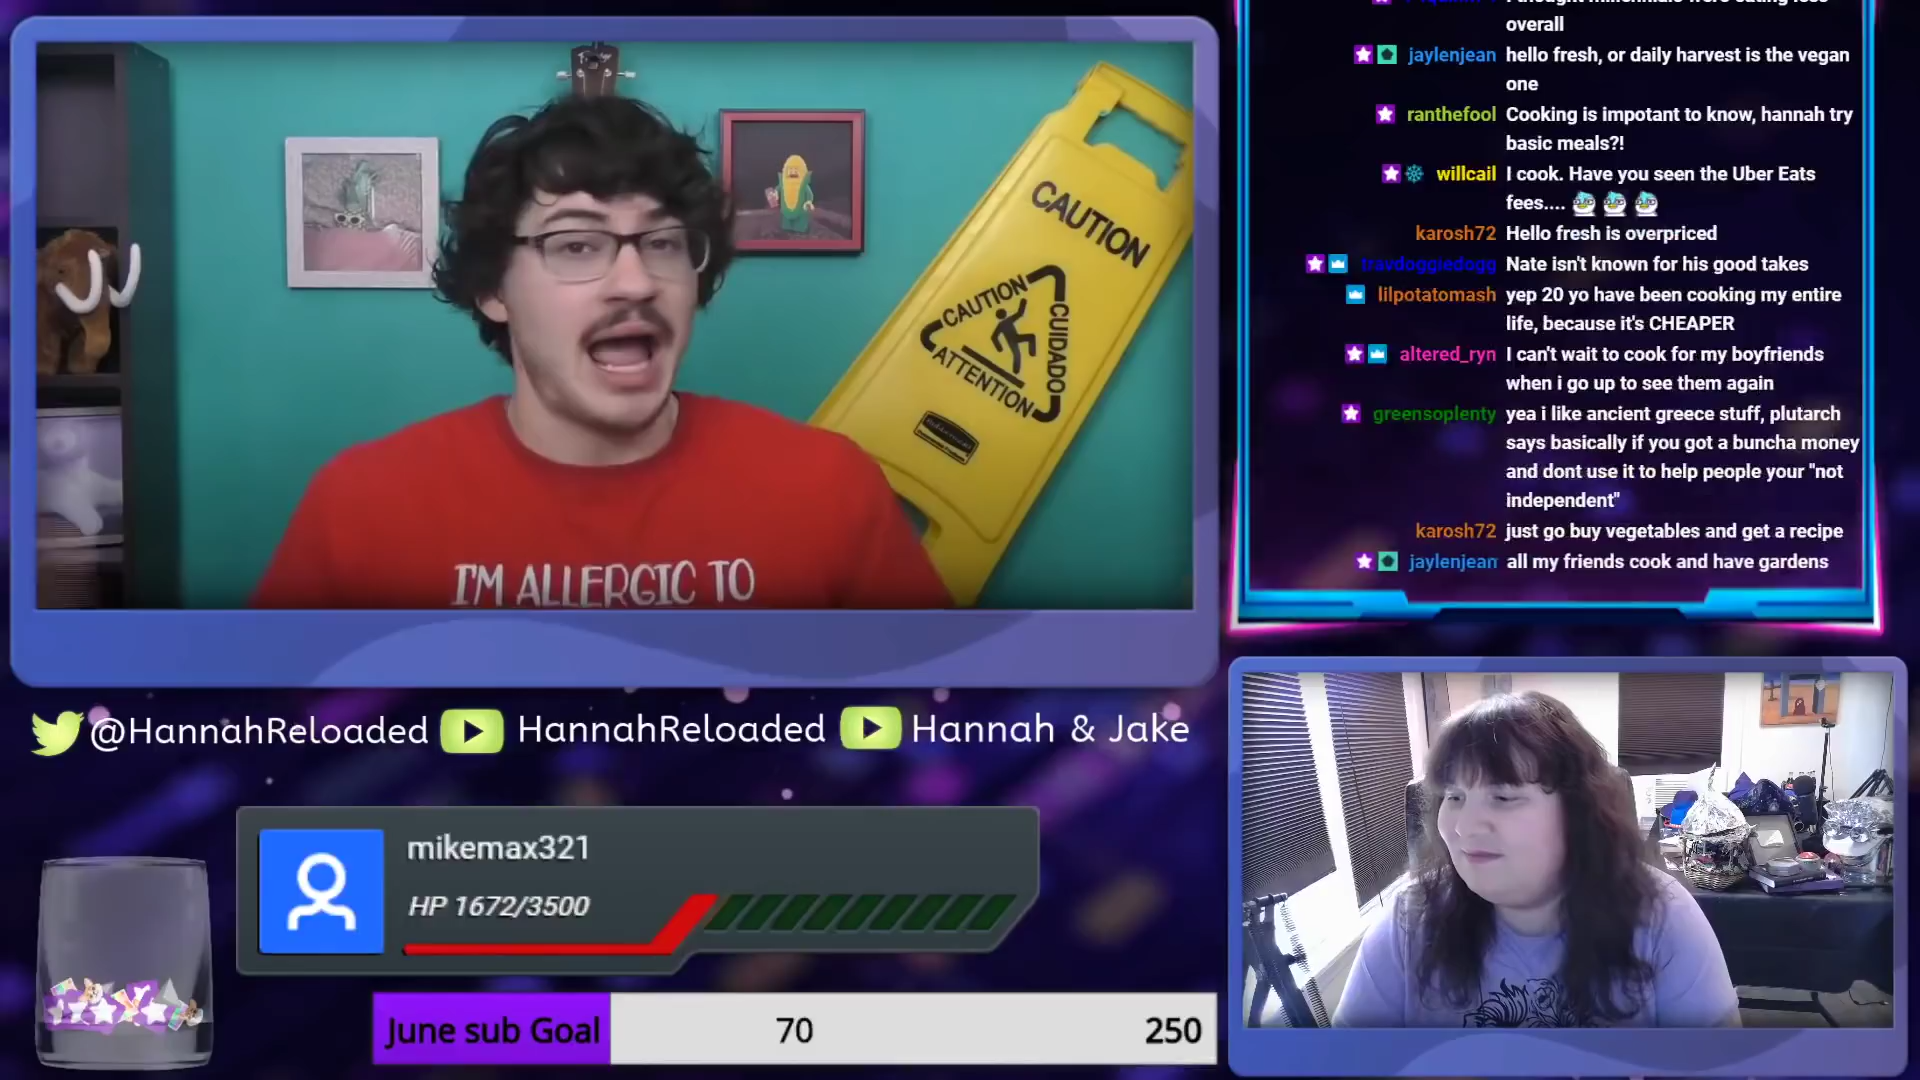 CAUTION
CAUTION
CUIDADO
ATTENTION
I'M ALLERGIC TO
overall
jaylenjean hello fresh, or daily harvest is the vegan
one
ranthefool Cooking is impotant to know, hannah try
basic meals?!
willcail I cook. Have you seen the Uber Eats
fees....
karosh72 Hello fresh is overpriced
travdoggiedogg Nate isn't known for his good takes
lilpotatomash yep 20 yo have been cooking my entire
life, because it's CHEAPER
altered_ryn I can't wait to cook for my boyfriends
when i go up to see them again
greensoplenty yea i like ancient greece stuff, plutarch
says basically if you got a buncha money
and dont use it to help people your "not
independent"
karosh72 just go buy vegetables and get a recipe
jaylenjean all my friends cook and have gardens
@HannahReloaded HannahReloaded Hannah & Jake
mikemax321
HP 1672/3500
June sub Goal 70 250